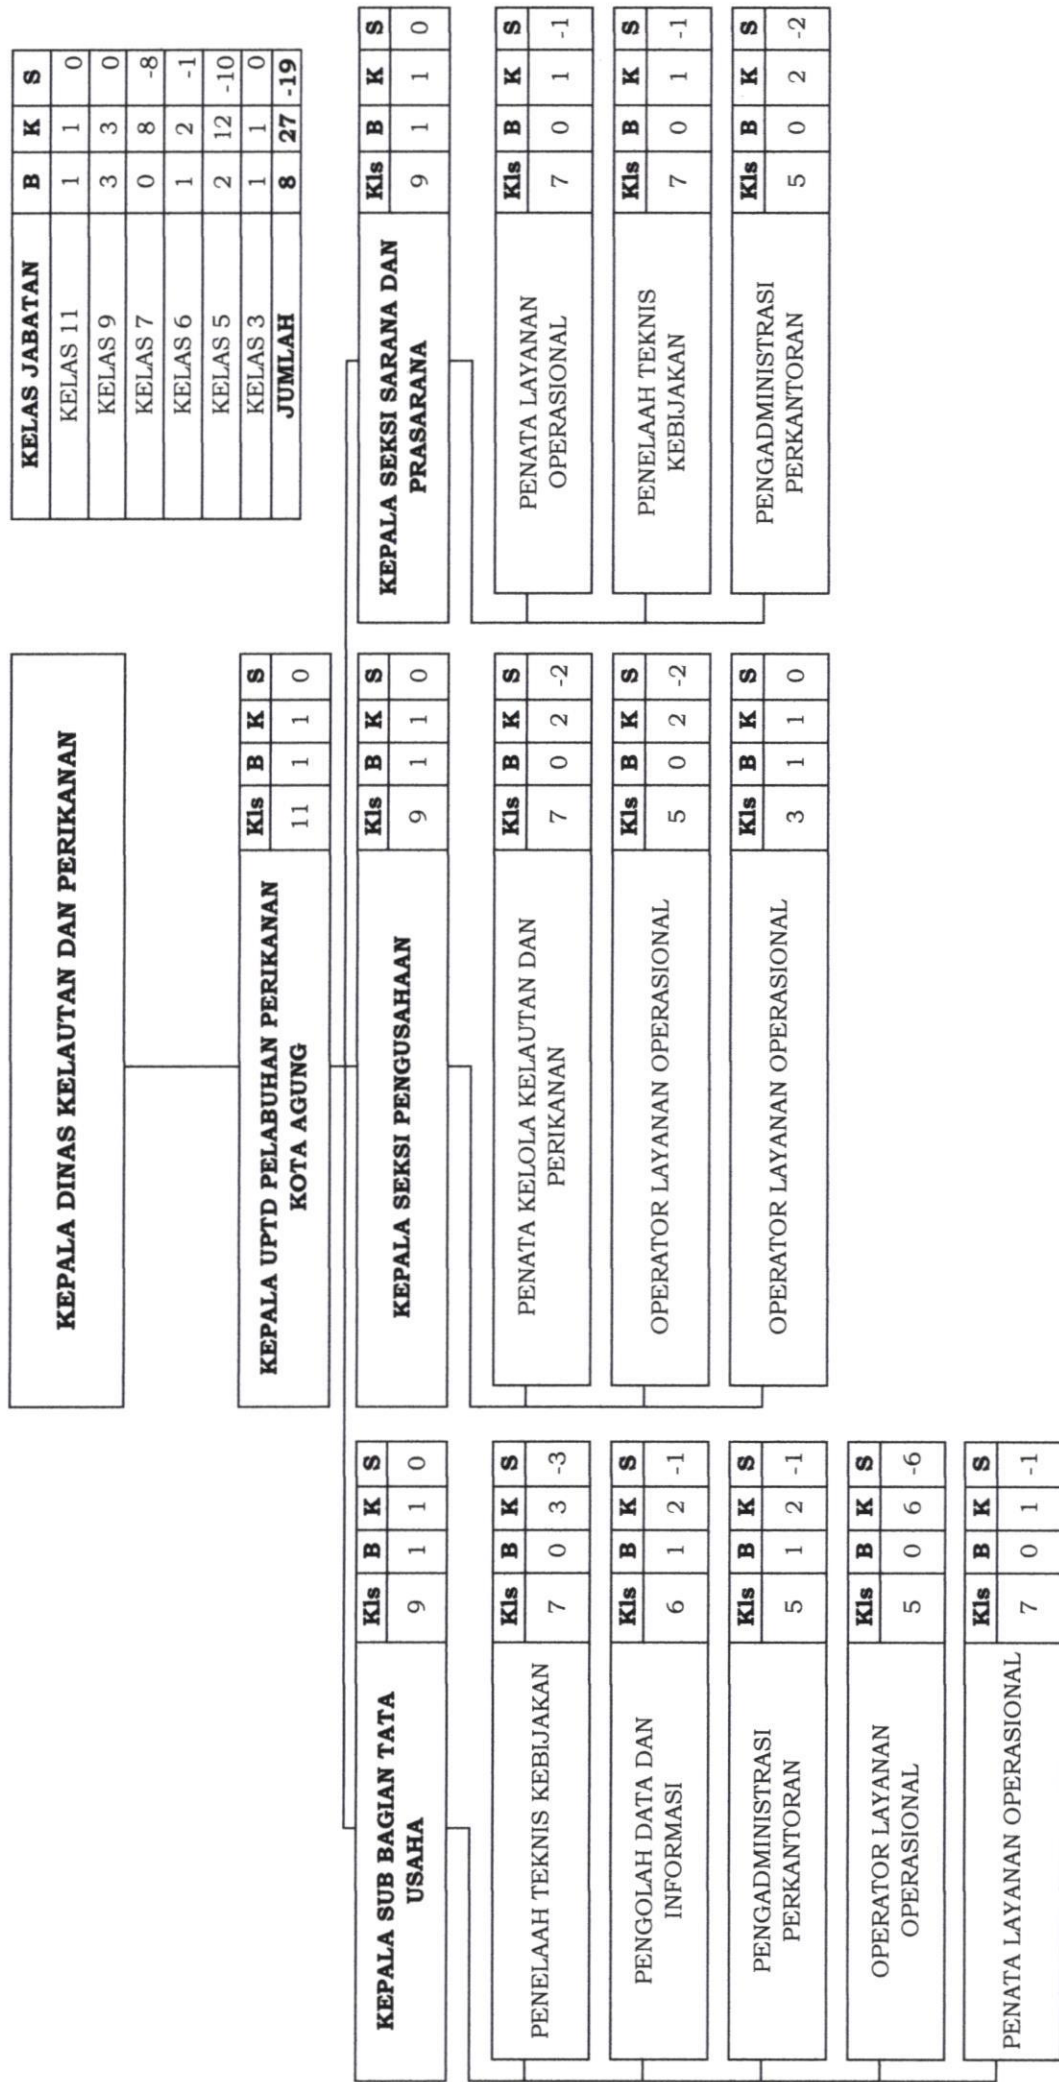 KEPALA DINAS KELAUTAN DAN PERIKANAN
KELAS JABATAN B K S
KELAS 11 1 1 0
KELAS 9 3 3 0
KELAS 7 0 8 -8
KELAS 6 1 2 -1
KELAS 5 2 12 -10
KELAS 3 1 1 0
JUMLAH 8 27 -19
KEPALA UPTD PELABUHAN PERIKANAN
KOTA AGUNG
Kls B K S
11 1 1 0
KEPALA SUB BAGIAN TATA
USAHA
Kls B K S
9 1 1 0
PENELAAH TEKNIS KEBIJAKAN
Kls B K S
7 0 3 -3
PENGOLAH DATA DAN
INFORMASI
Kls B K S
6 1 2 -1
PENGADMINISTRASI
PERKANTORAN
Kls B K S
5 1 2 -1
OPERATOR LAYANAN
OPERASIONAL
Kls B K S
5 0 6 -6
PENATA LAYANAN OPERASIONAL
Kls B K S
7 0 1 -1
KEPALA SEKSI PENGUSAHAAN
Kls B K S
9 1 1 0
PENATA KELOLA KELAUTAN DAN
PERIKANAN
Kls B K S
7 0 2 -2
OPERATOR LAYANAN OPERASIONAL
Kls B K S
5 0 2 -2
OPERATOR LAYANAN OPERASIONAL
Kls B K S
3 1 1 0
KEPALA SEKSI SARANA DAN
PRASARANA
Kls B K S
9 1 1 0
PENATA LAYANAN
OPERASIONAL
Kls B K S
7 0 1 -1
PENELAAH TEKNIS
KEBIJAKAN
Kls B K S
7 0 1 -1
PENGADMINISTRASI
PERKANTORAN
Kls B K S
5 0 2 -2